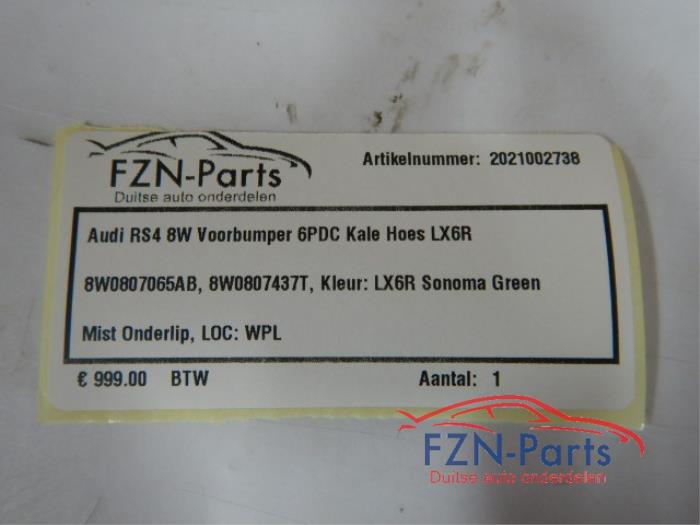 FZN-Parts
Duitse auto onderdelen
Artikelnummer: 2021002738
Audi RS4 8W Voorbumper 6PDC Kale Hoes LX6R
8W0807065AB, 8W0807437T, Kleur: LX6R Sonoma Green
Mist Onderlip, LOC: WPL
€ 999.00 BTW Aantal: 1
FZN-Parts
Duitse auto onderdelen